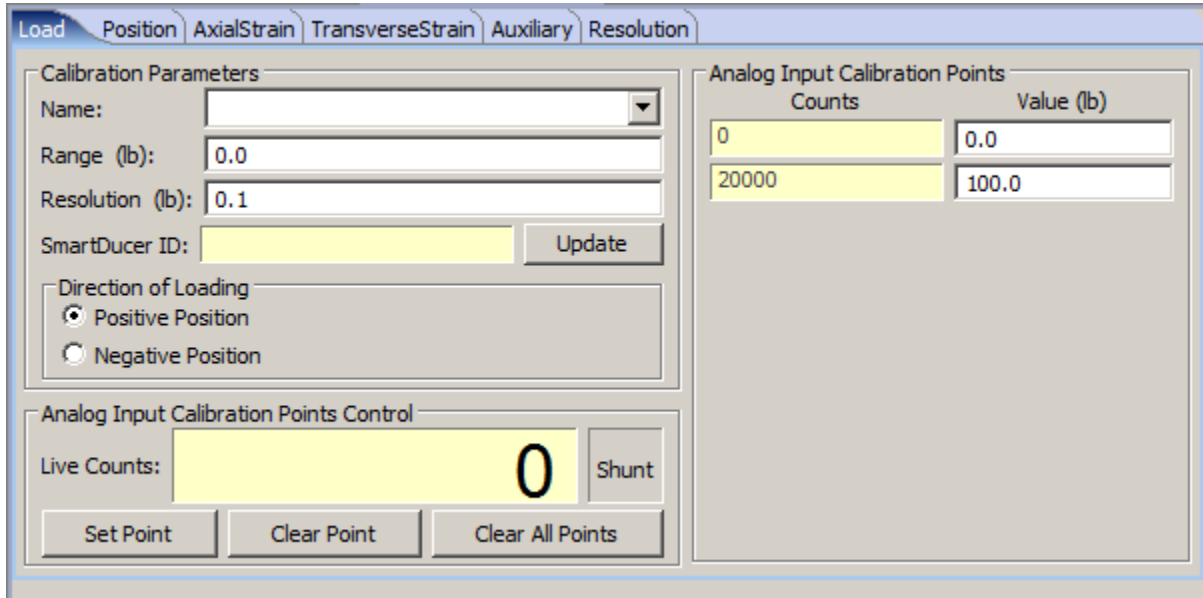 Load Position AxialStrain TransverseStrain Auxiliary Resolution
Calibration Parameters
Name:
Range (lb): 0.0
Resolution (lb): 0.1
SmartDucer ID: Update
Direction of Loading
Positive Position
Negative Position
Analog Input Calibration Points Control
Live Counts: 0 Shunt
Set Point Clear Point Clear All Points
Analog Input Calibration Points
Counts Value (lb)
0 0.0
20000 100.0